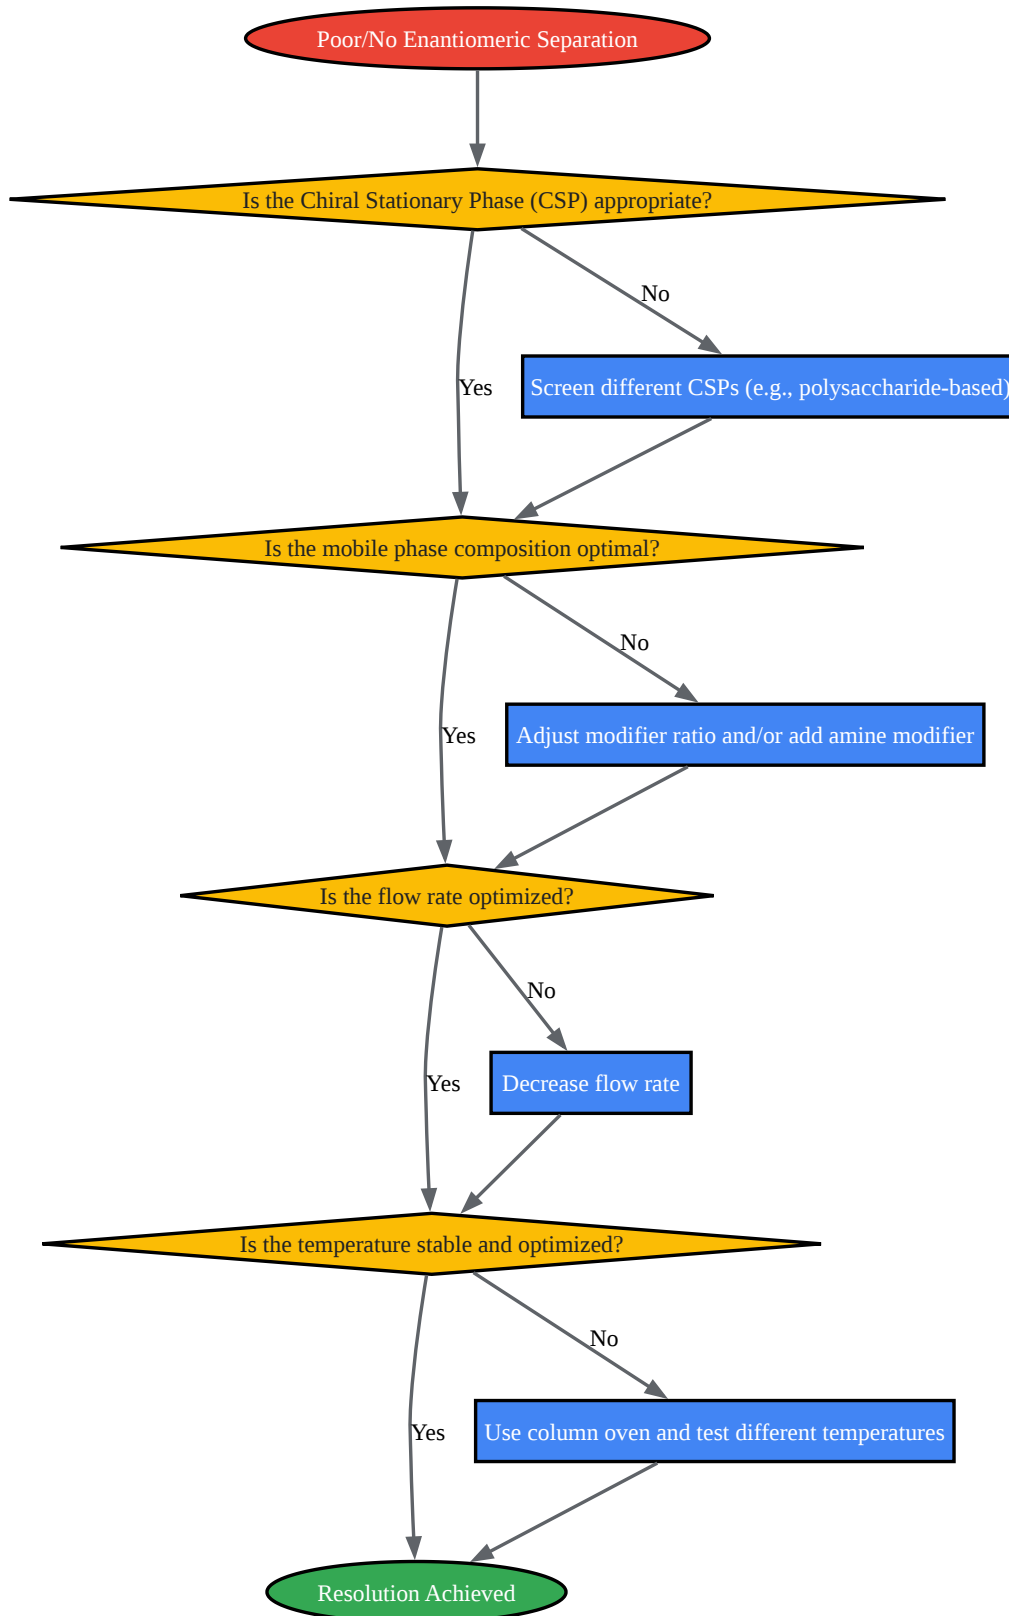 Poor/No Enantiomeric Separation
Is the Chiral Stationary Phase (CSP) appropriate?
No
Yes
Screen different CSPs (e.g., polysaccharide-based)
Is the mobile phase composition optimal?
No
Yes
Adjust modifier ratio and/or add amine modifier
Is the flow rate optimized?
No
Yes
Decrease flow rate
Is the temperature stable and optimized?
No
Yes
Use column oven and test different temperatures
Resolution Achieved